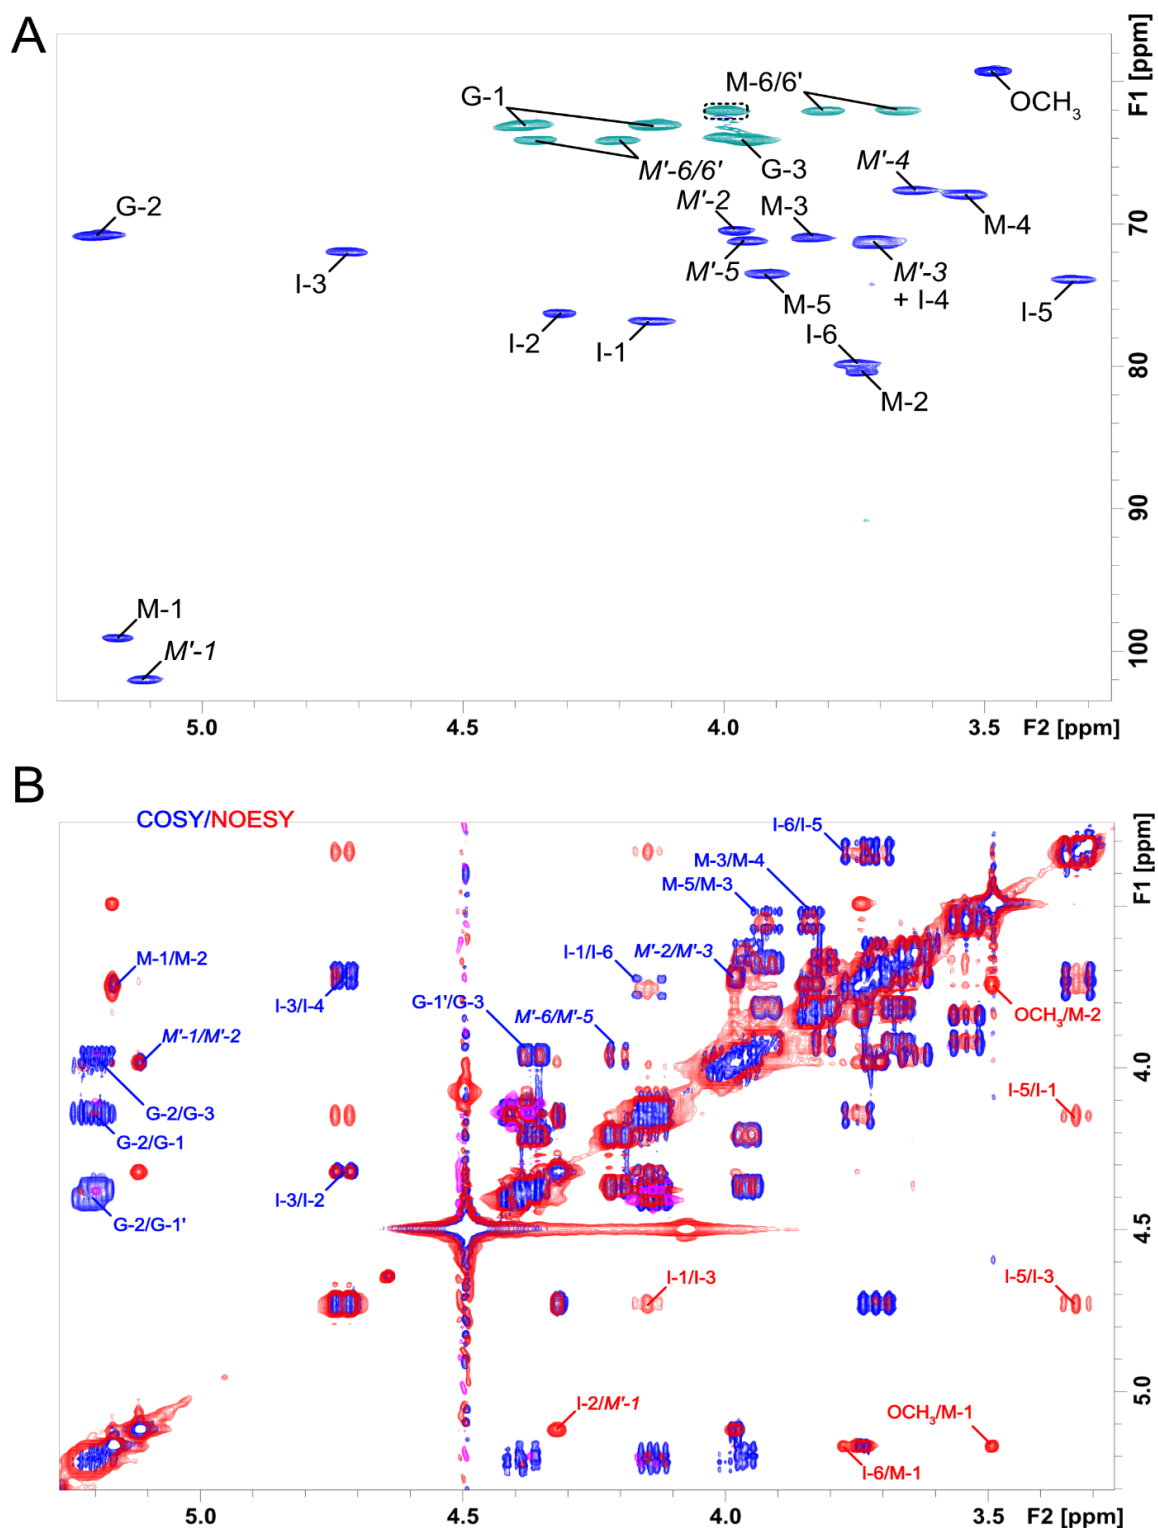 A
F1 [ppm]
M-6/6'
G-1
OCH3
M'-6/6'
G-3
M'-4
M'-2
M-3
G-2
M-4
70
M'-5
M'-3
+ I-4
I-3
M-5
I-5
I-6
I-2
I-1
80
M-2
90
M-1
M'-1
100
5.0 4.5 4.0 3.5 F2 [ppm]
B
COSY/NOESY
F1 [ppm]
I-6/I-5
M-3/M-4
M-5/M-3
M-1/M-2
I-1/I-6
M'-2/M'-3
I-3/I-4
G-1'/G-3
M'-6/M'-5
OCH3/M-2
M'-1/M'-2
4.0
G-2/G-3
I-5/I-1
G-2/G-1
I-3/I-2
G-2/G-1'
4.5
I-1/I-3
I-5/I-3
5.0
I-2/M'-1
OCH3/M-1
I-6/M-1
5.0 4.5 4.0 3.5 F2 [ppm]